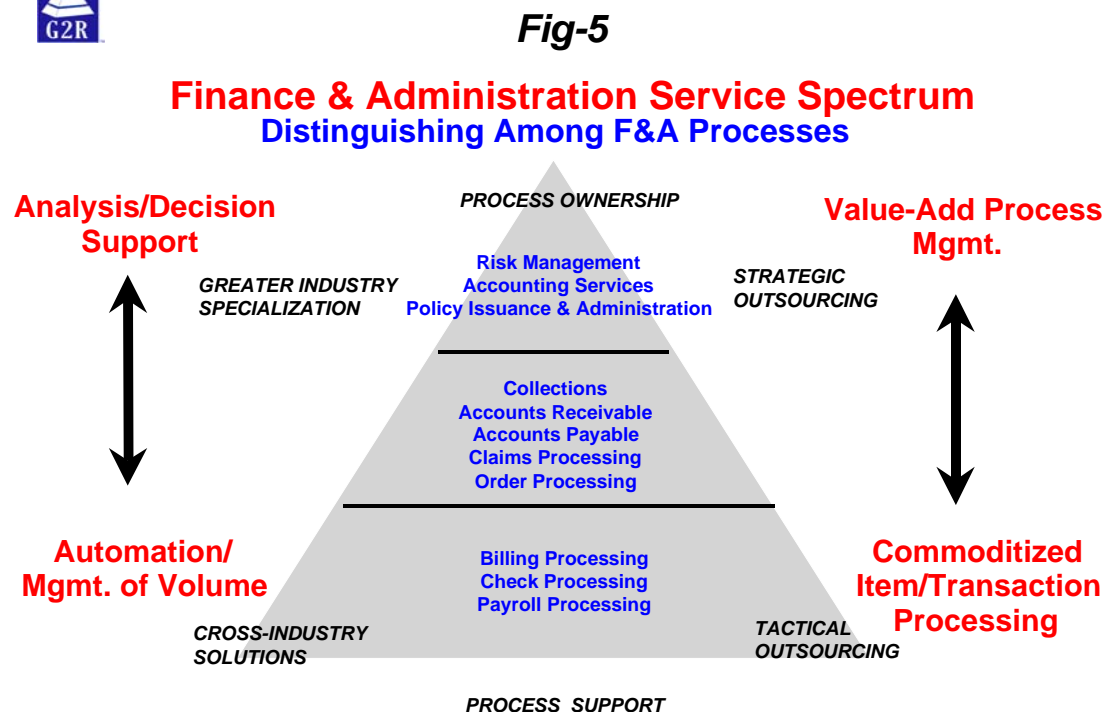 G2R
Fig-5
Finance & Administration Service Spectrum
Distinguishing Among F&A Processes
Analysis/Decision
Support
PROCESS OWNERSHIP
Value-Add Process
Mgmt.
GREATER INDUSTRY
SPECIALIZATION
Risk Management
Accounting Services
Policy Issuance & Administration
STRATEGIC
OUTSOURCING
Collections
Accounts Receivable
Accounts Payable
Claims Processing
Order Processing
Automation/
Mgmt. of Volume
Billing Processing
Check Processing
Payroll Processing
Commoditized
Item/Transaction
Processing
CROSS-INDUSTRY
SOLUTIONS
TACTICAL
OUTSOURCING
PROCESS SUPPORT